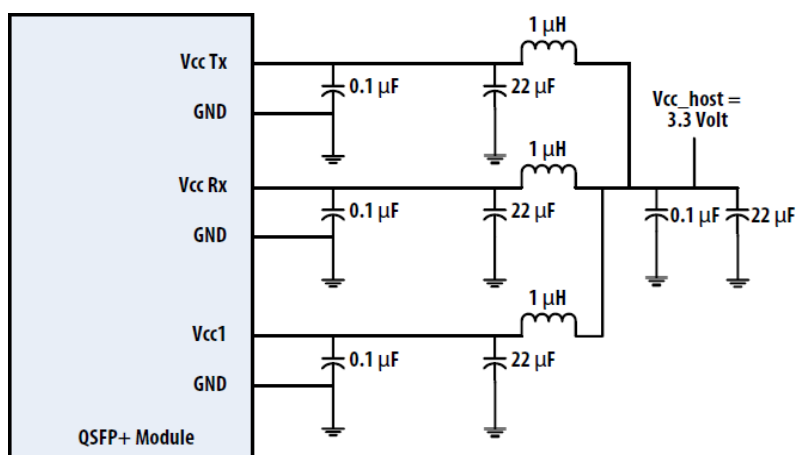 1 µH
Vcc Tx
0.1 µF
22 µF
GND
Vcc_host =
3.3 Volt
1 µH
Vcc Rx
0.1 µF
22 µF
0.1 µF
22 µF
GND
1 µH
Vcc1
0.1 µF
22 µF
GND
QSFP+ Module